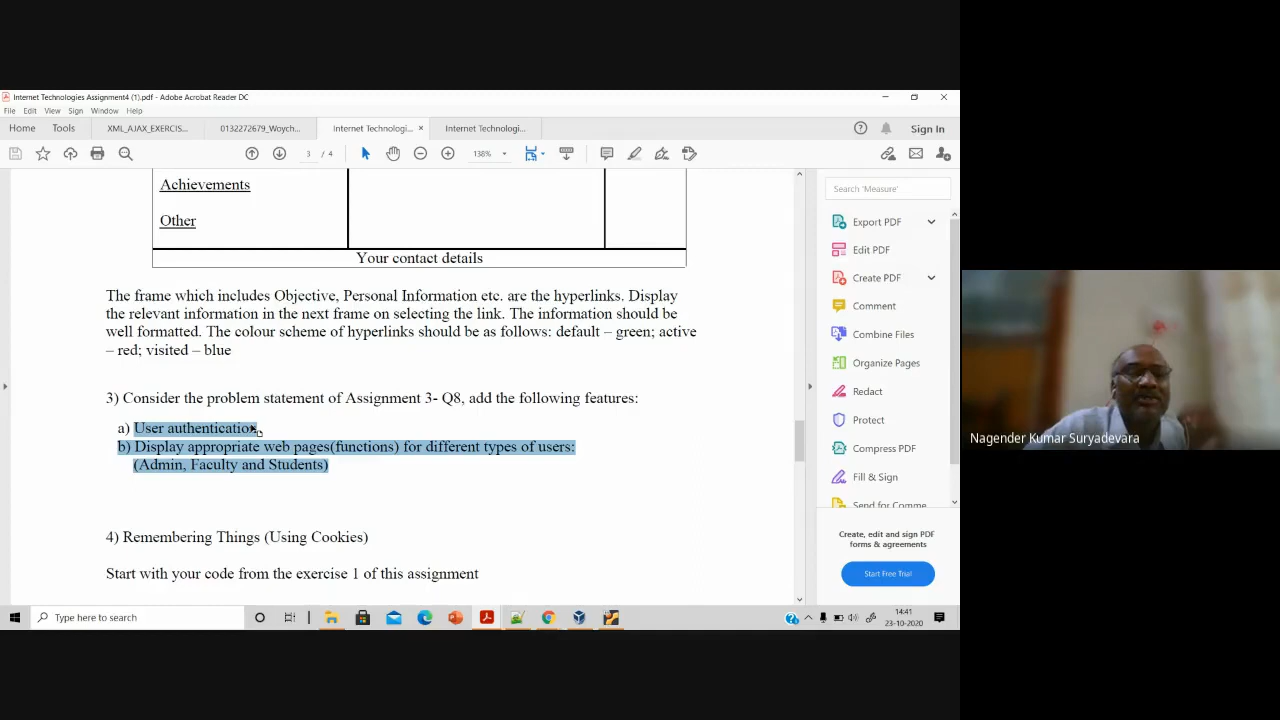 Internet Technologies Assignment4 (1).pdf - Adobe Acrobat Reader DC
File Edit View Sign Window Help
Home Tools XML_AJAX_EXERCIS... 0132272679_Woych... Internet Technologi... × Internet Technologi... Sign In
3 / 4 138%
Achievements
Other
Your contact details
The frame which includes Objective, Personal Information etc. are the hyperlinks. Display
the relevant information in the next frame on selecting the link. The information should be
well formatted. The colour scheme of hyperlinks should be as follows: default – green; active
– red; visited – blue
3) Consider the problem statement of Assignment 3- Q8, add the following features:
a) User authentication
b) Display appropriate web pages(functions) for different types of users:
(Admin, Faculty and Students)
4) Remembering Things (Using Cookies)
Start with your code from the exercise 1 of this assignment
Search 'Measure'
Export PDF
Edit PDF
Create PDF
Comment
Combine Files
Organize Pages
Redact
Protect
Compress PDF
Fill & Sign
Send for Comme...
Create, edit and sign PDF
forms & agreements
Start Free Trial
Type here to search
14:41
23-10-2020
Nagender Kumar Suryadevara